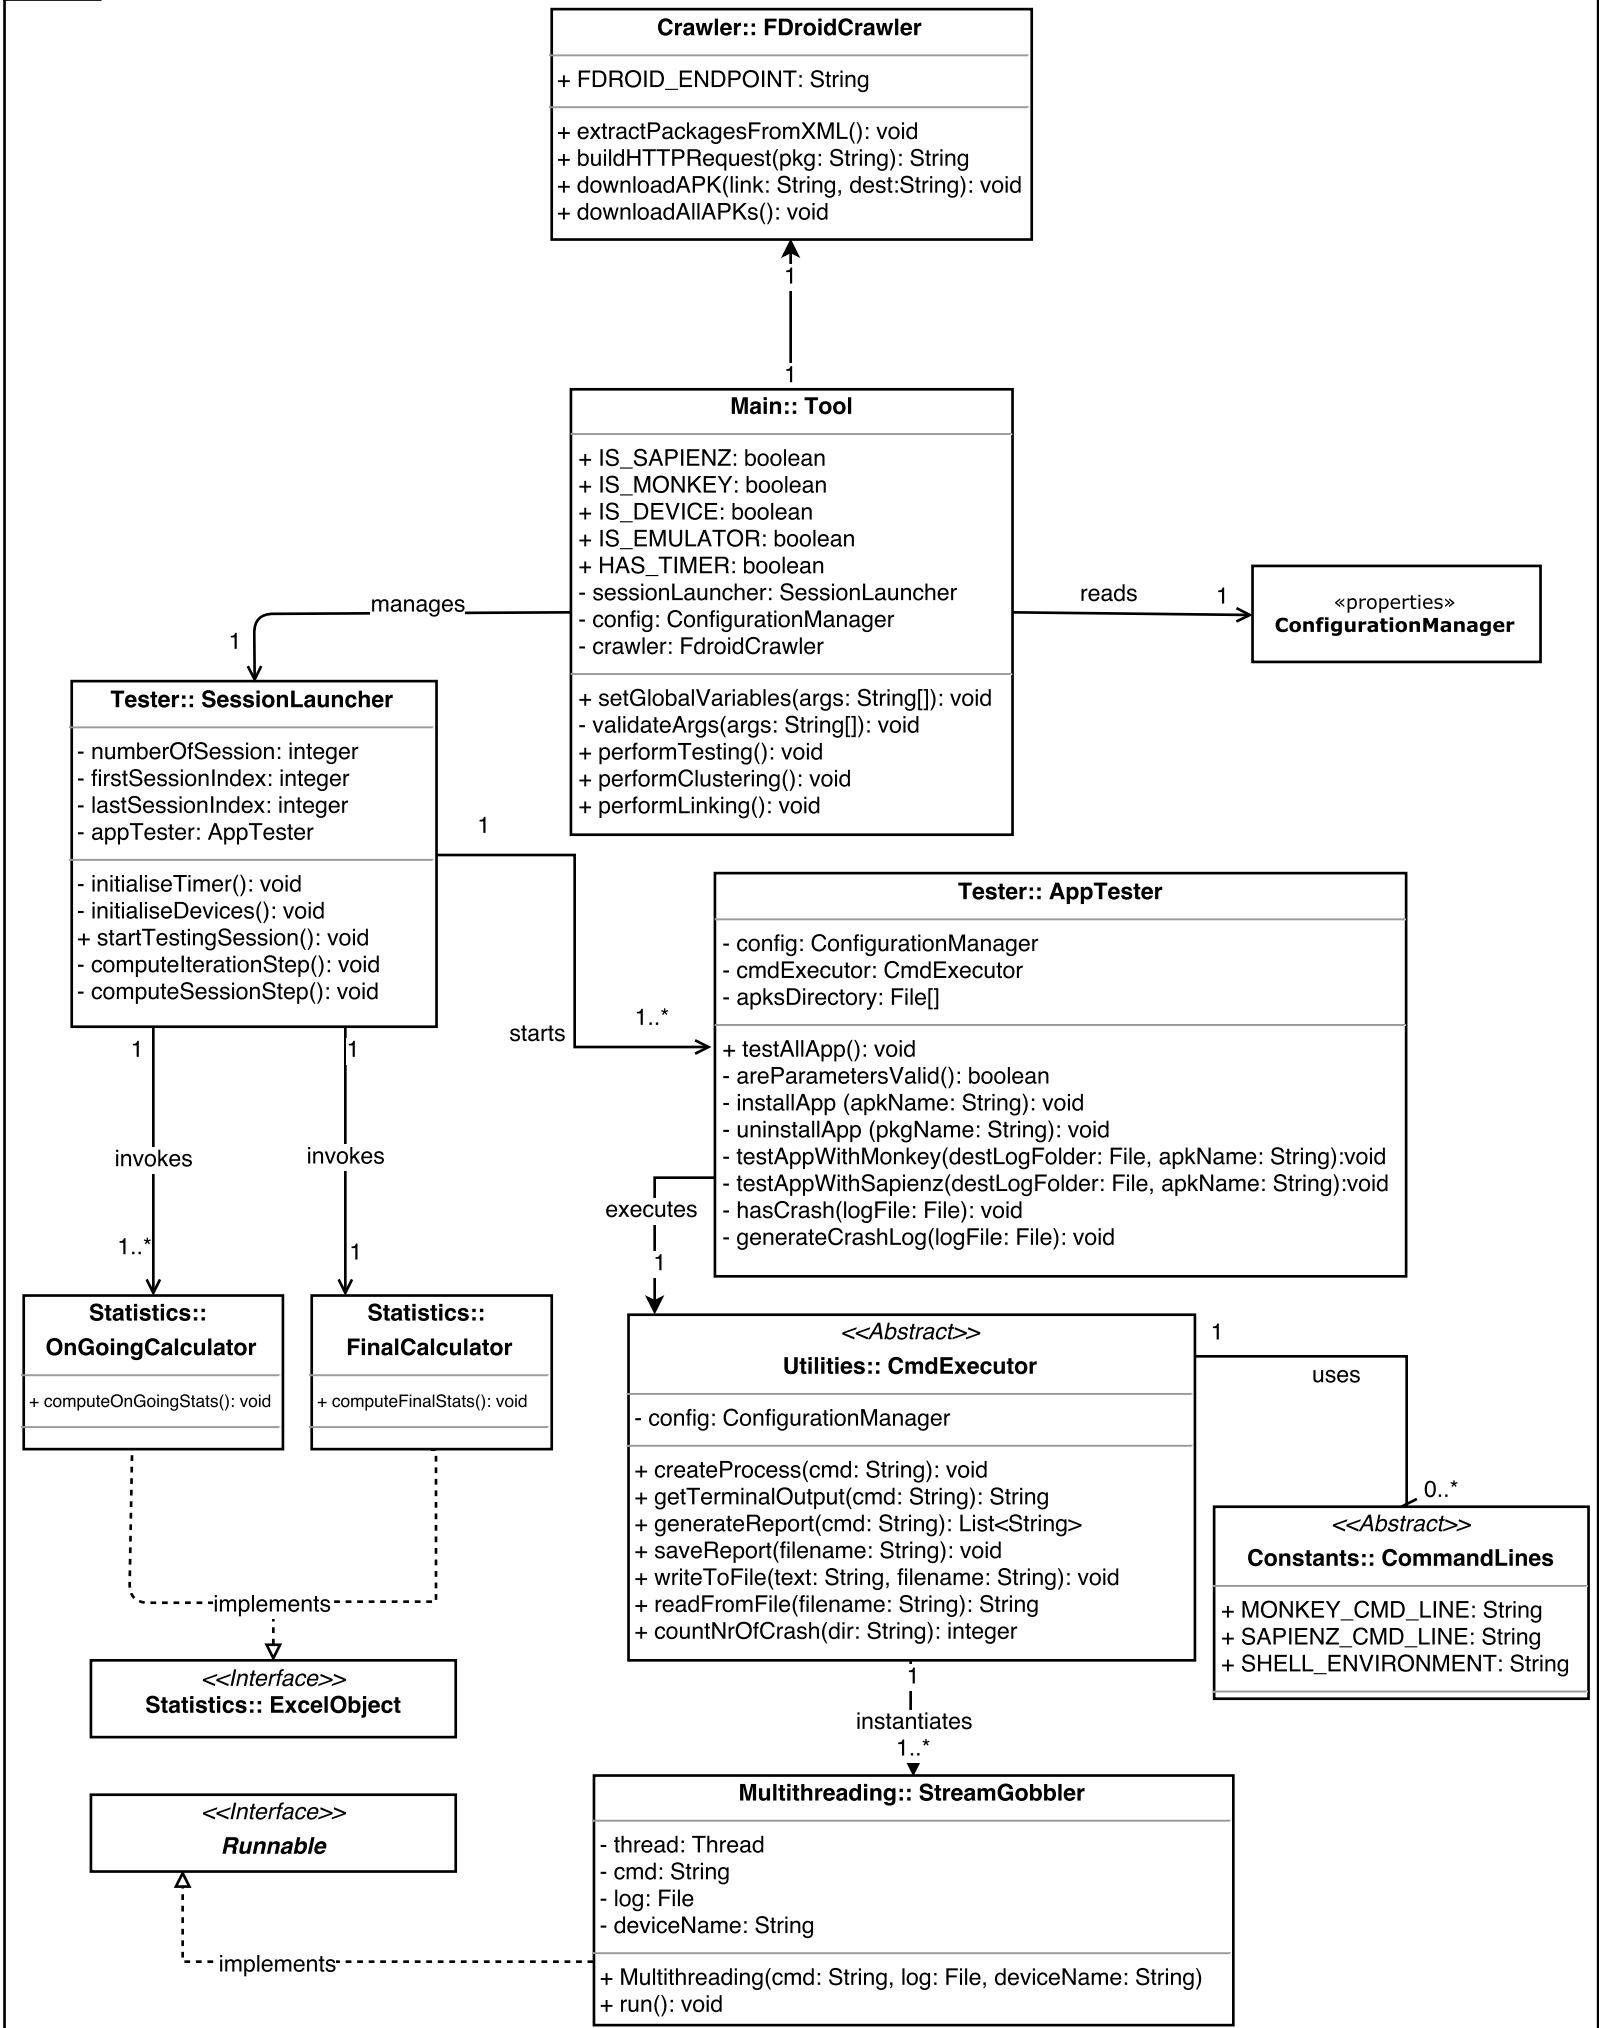 Crawler:: FDroidCrawler
+ FDROID_ENDPOINT: String
+ extractPackagesFromXML(): void
+ buildHTTPRequest(pkg: String): String
+ downloadAPK(link: String, dest:String): void
+ downloadAllAPKs(): void
1
1
Main:: Tool
+ IS_SAPIENZ: boolean
+ IS_MONKEY: boolean
+ IS_DEVICE: boolean
+ IS_EMULATOR: boolean
+ HAS_TIMER: boolean
- sessionLauncher: SessionLauncher
- config: ConfigurationManager
- crawler: FdroidCrawler
+ setGlobalVariables(args: String[]): void
- validateArgs(args: String[]): void
+ performTesting(): void
+ performClustering(): void
+ performLinking(): void
manages
1
reads
1
«properties»
ConfigurationManager
Tester:: SessionLauncher
- numberOfSession: integer
- firstSessionIndex: integer
- lastSessionIndex: integer
- appTester: AppTester
- initialiseTimer(): void
- initialiseDevices(): void
+ startTestingSession(): void
- computeIterationStep(): void
- computeSessionStep(): void
1
starts
1..*
Tester:: AppTester
- config: ConfigurationManager
- cmdExecutor: CmdExecutor
- apksDirectory: File[]
+ testAllApp(): void
- areParametersValid(): boolean
- installApp (apkName: String): void
- uninstallApp (pkgName: String): void
- testAppWithMonkey(destLogFolder: File, apkName: String):void
- testAppWithSapienz(destLogFolder: File, apkName: String):void
- hasCrash(logFile: File): void
- generateCrashLog(logFile: File): void
1
invokes
1..*
1
invokes
1
executes
1
Statistics::
OnGoingCalculator
+ computeOnGoingStats(): void
Statistics::
FinalCalculator
+ computeFinalStats(): void
<<Abstract>>
Utilities:: CmdExecutor
- config: ConfigurationManager
+ createProcess(cmd: String): void
+ getTerminalOutput(cmd: String): String
+ generateReport(cmd: String): List<String>
+ saveReport(filename: String): void
+ writeToFile(text: String, filename: String): void
+ readFromFile(filename: String): String
+ countNrOfCrash(dir: String): integer
1
uses
0..*
<<Abstract>>
Constants:: CommandLines
+ MONKEY_CMD_LINE: String
+ SAPIENZ_CMD_LINE: String
+ SHELL_ENVIRONMENT: String
implements
<<Interface>>
Statistics:: ExcelObject
1
instantiates
1..*
<<Interface>>
Runnable
Multithreading:: StreamGobbler
- thread: Thread
- cmd: String
- log: File
- deviceName: String
+ Multithreading(cmd: String, log: File, deviceName: String)
+ run(): void
implements